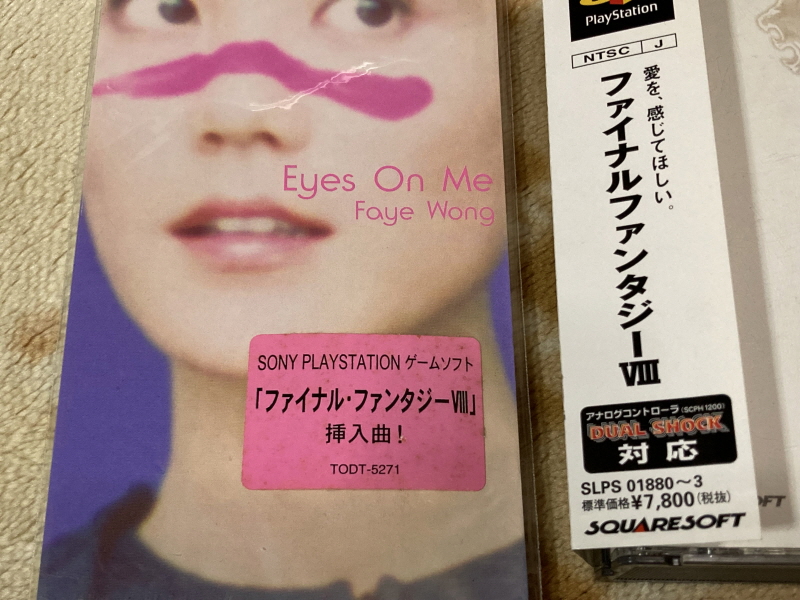 Eyes On Me
Faye Wong
SONY PLAYSTATION ゲームソフト
「ファイナル・ファンタジーVIII」
挿入曲!
TODT-5271
PlayStation
NTSC J
愛を、感じてほしい。
ファイナルファンタジーVIII
アナログコントローラ(SCPH 1200)
DUAL SHOCK
対応
SLPS 01880〜3
標準価格¥7,800(税抜)
SQUARESOFT
OFT